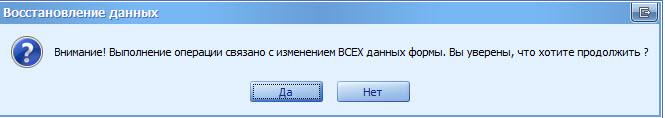 Восстановление данных
Внимание! Выполнение операции связано с изменением ВСЕХ данных формы. Вы уверены, что хотите продолжить ?
Да
Нет